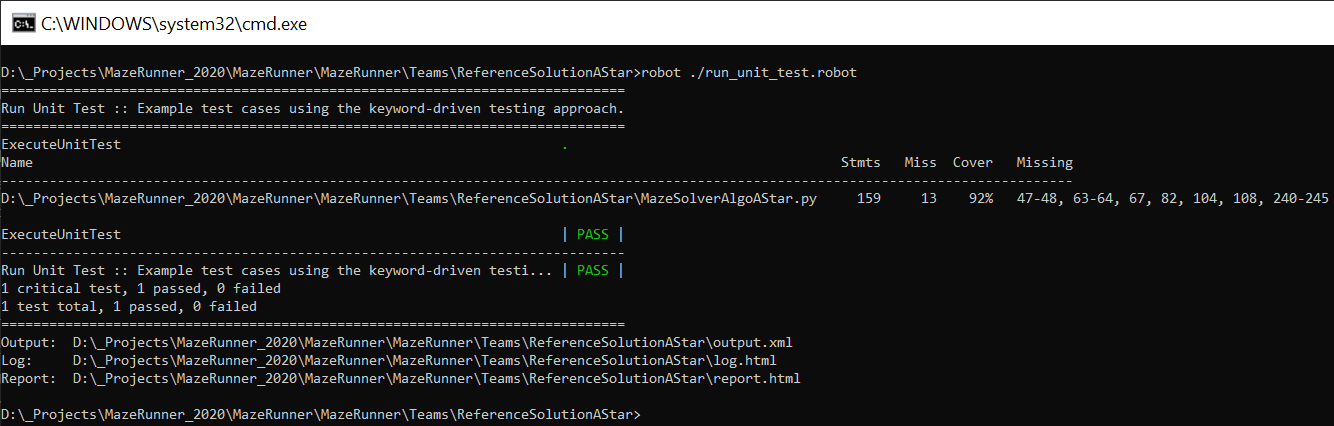 C:\WINDOWS\system32\cmd.exe
D:\_Projects\MazeRunner_2020\MazeRunner\MazeRunner\Teams\ReferenceSolutionAStar>robot ./run_unit_test.robot
==============================================================================
Run Unit Test :: Example test cases using the keyword-driven testing approach.
==============================================================================
ExecuteUnitTest                                                       .
Name                                                                                                     Stmts   Miss  Cover   Missing
--------------------------------------------------------------------------------------------------------------------------------------
D:\_Projects\MazeRunner_2020\MazeRunner\MazeRunner\Teams\ReferenceSolutionAStar\MazeSolverAlgoAStar.py     159     13    92%   47-48, 63-64, 67, 82, 104, 108, 240-245
ExecuteUnitTest                                                       | PASS |
------------------------------------------------------------------------------
Run Unit Test :: Example test cases using the keyword-driven testi... | PASS |
1 critical test, 1 passed, 0 failed
1 test total, 1 passed, 0 failed
==============================================================================
Output:  D:\_Projects\MazeRunner_2020\MazeRunner\MazeRunner\Teams\ReferenceSolutionAStar\output.xml
Log:     D:\_Projects\MazeRunner_2020\MazeRunner\MazeRunner\Teams\ReferenceSolutionAStar\log.html
Report:  D:\_Projects\MazeRunner_2020\MazeRunner\MazeRunner\Teams\ReferenceSolutionAStar\report.html
D:\_Projects\MazeRunner_2020\MazeRunner\MazeRunner\Teams\ReferenceSolutionAStar>